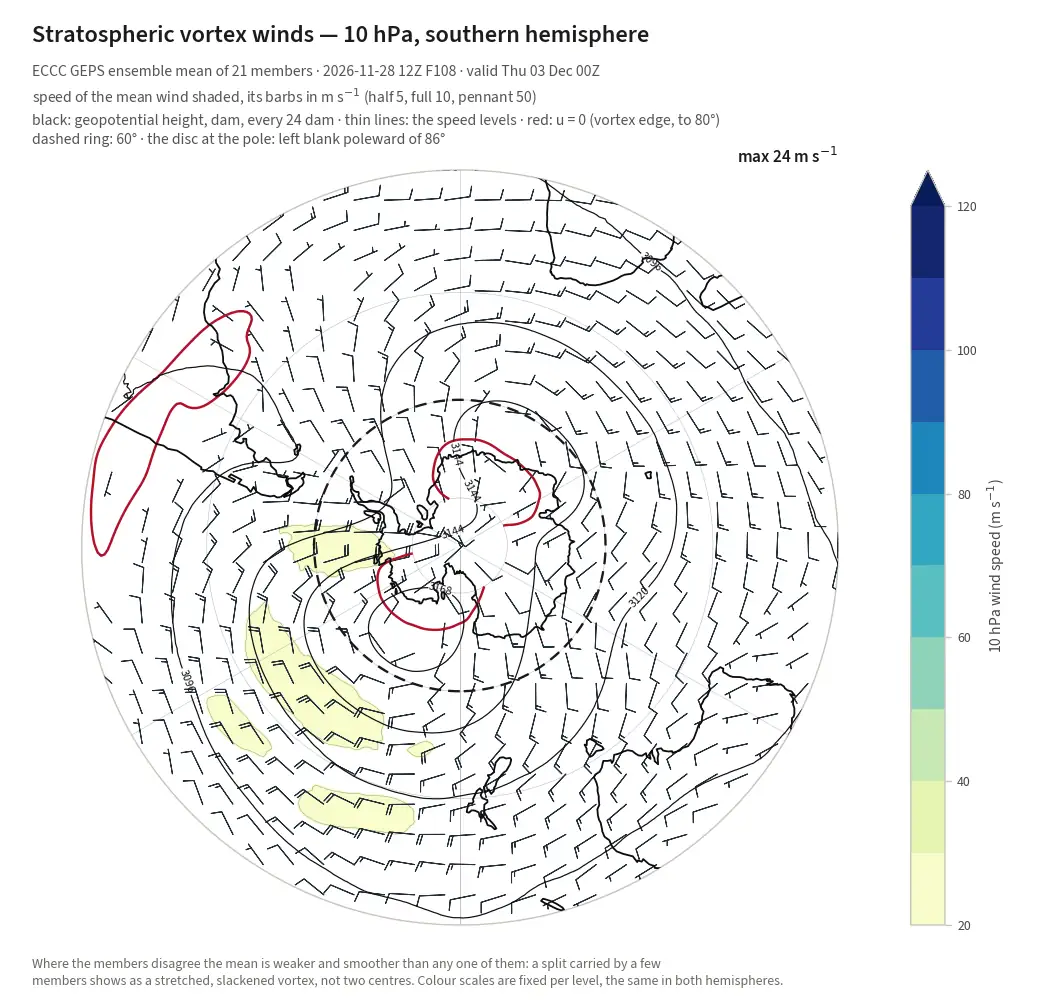 Stratospheric vortex winds — 10 hPa, southern hemisphere
ECCC GEPS ensemble mean of 21 members · 2026-11-28 12Z F108 · valid Thu 03 Dec 00Z
speed of the mean wind shaded, its barbs in m s⁻¹ (half 5, full 10, pennant 50)
black: geopotential height, dam, every 24 dam · thin lines: the speed levels · red: u = 0 (vortex edge, to 80°)
dashed ring: 60° · the disc at the pole: left blank poleward of 86°
max 24 m s⁻¹
120
100
80
60
40
20
10 hPa wind speed (m s⁻¹)
3096
3144
3144
3144
3168
3120
3096
Where the members disagree the mean is weaker and smoother than any one of them: a split carried by a few
members shows as a stretched, slackened vortex, not two centres. Colour scales are fixed per level, the same in both hemispheres.